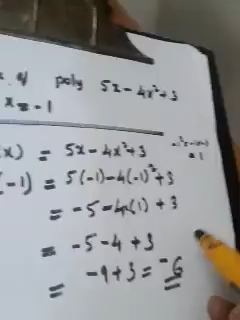 poly 5x - 4x² + 3
x = -1
x) = 5x - 4x² + 3
-1) = 5(-1) - 4(-1)² + 3
= -5 - 4(1) + 3
= -5 - 4 + 3
= -9 + 3 = -6